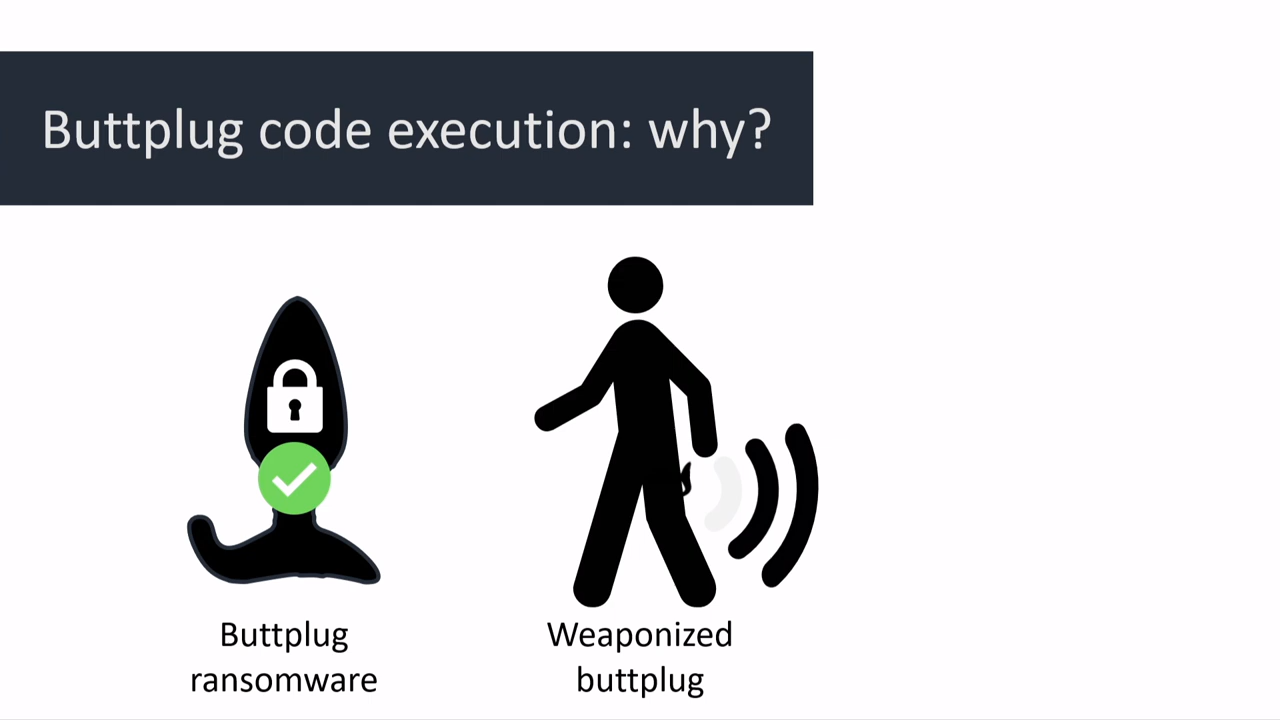 Buttplug code execution: why?
Buttplug
ransomware
Weaponized
buttplug